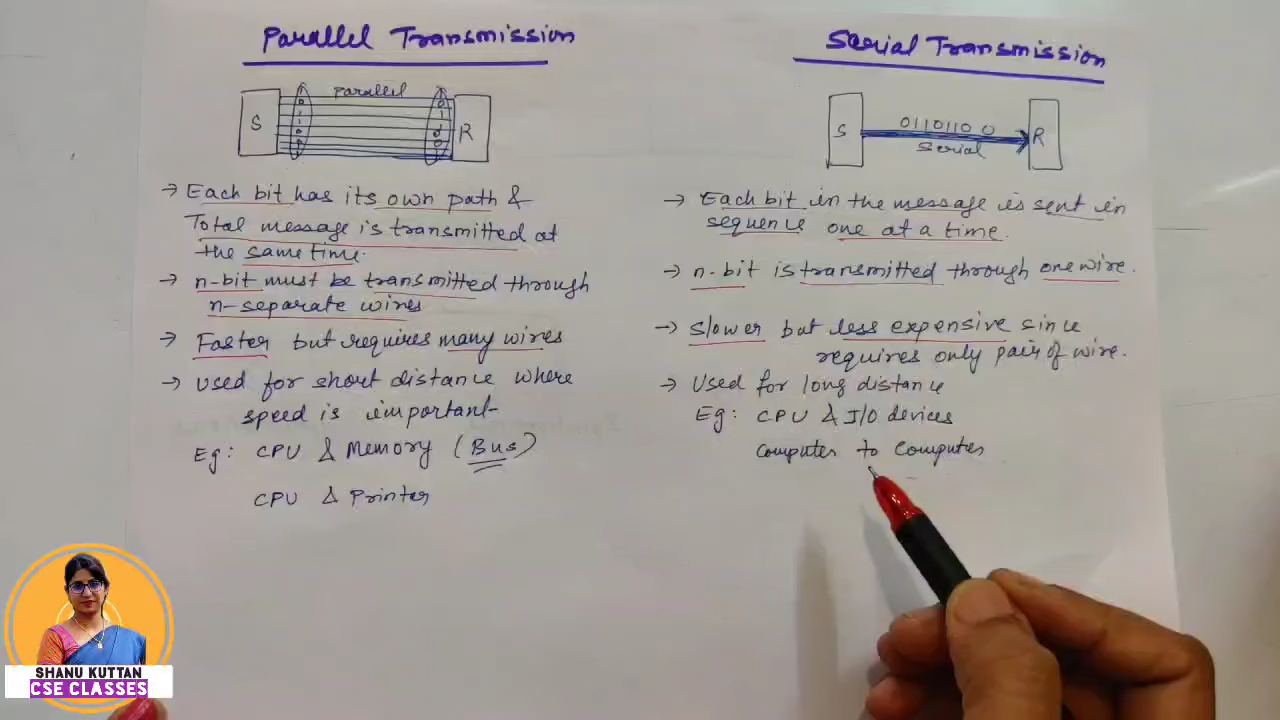 Parallel Transmission
Parallel
S
R
→ Each bit has its own path &
Total message is transmitted at
the same time.
→ n-bit must be transmitted through
n-separate wires
→ Faster but requires many wires
→ Used for short distance where
speed is important
Eg: CPU & Memory (Bus)
CPU & Printer
Serial Transmission
S
0110110 0
Serial
R
→ Each bit in the message is sent in
sequence one at a time.
→ n-bit is transmitted through one wire.
→ Slower but less expensive since
requires only pair of wire.
→ Used for long distance
Eg: CPU & I/O devices
Computer to Computer
SHANU KUTTAN
CSE CLASSES